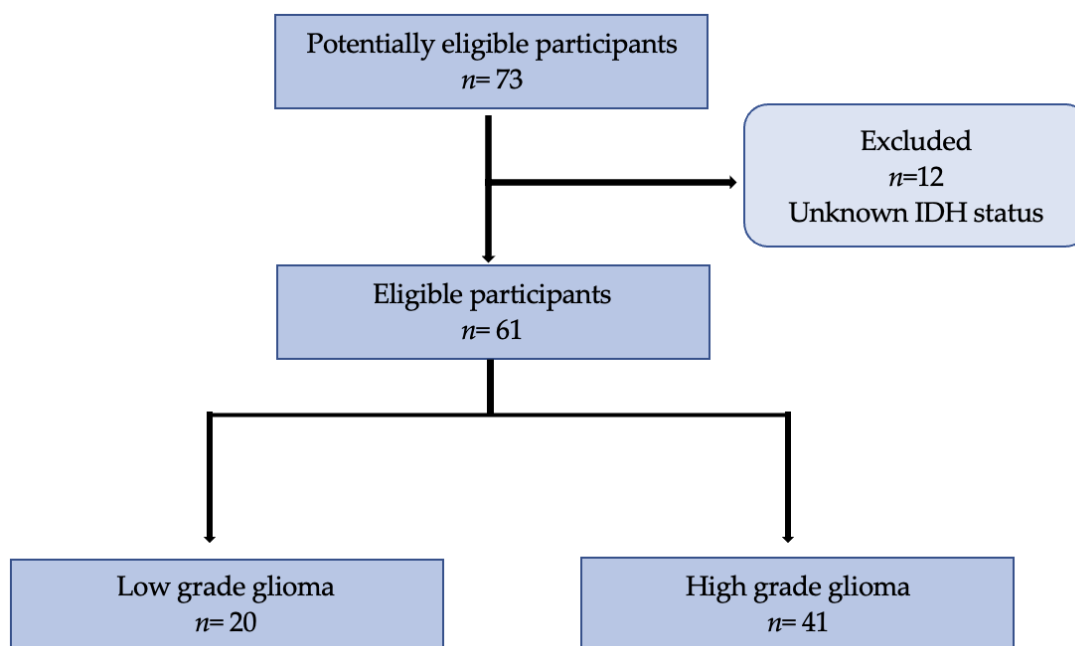 Potentially eligible participants
n= 73
Excluded
n=12
Unknown IDH status
Eligible participants
n= 61
Low grade glioma
n= 20
High grade glioma
n= 41